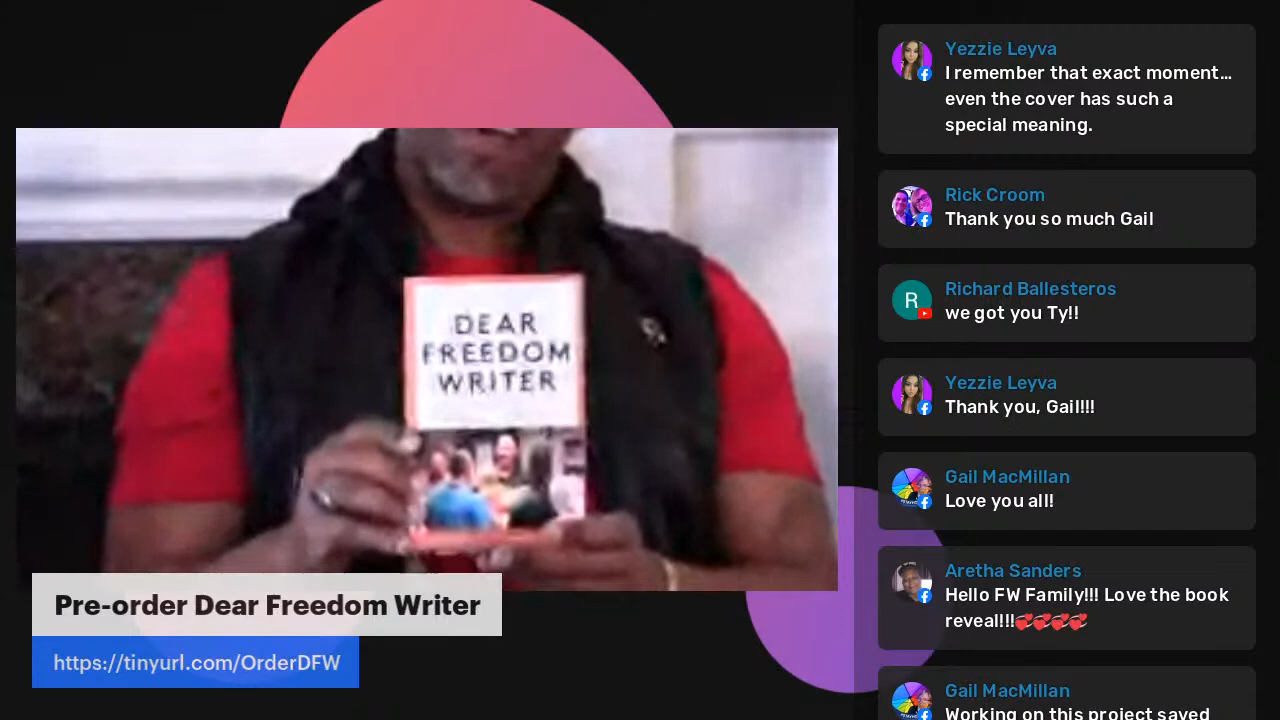 DEAR
FREEDOM
WRITER
Pre-order Dear Freedom Writer
https://tinyurl.com/OrderDFW
Yezzie Leyva
I remember that exact moment...
even the cover has such a
special meaning.
Rick Croom
Thank you so much Gail
R
Richard Ballesteros
we got you Ty!!
Yezzie Leyva
Thank you, Gail!!!
Gail MacMillan
Love you all!
Aretha Sanders
Hello FW Family!!! Love the book
reveal!!!💞💞💞💞
Gail MacMillan
Working on this project saved